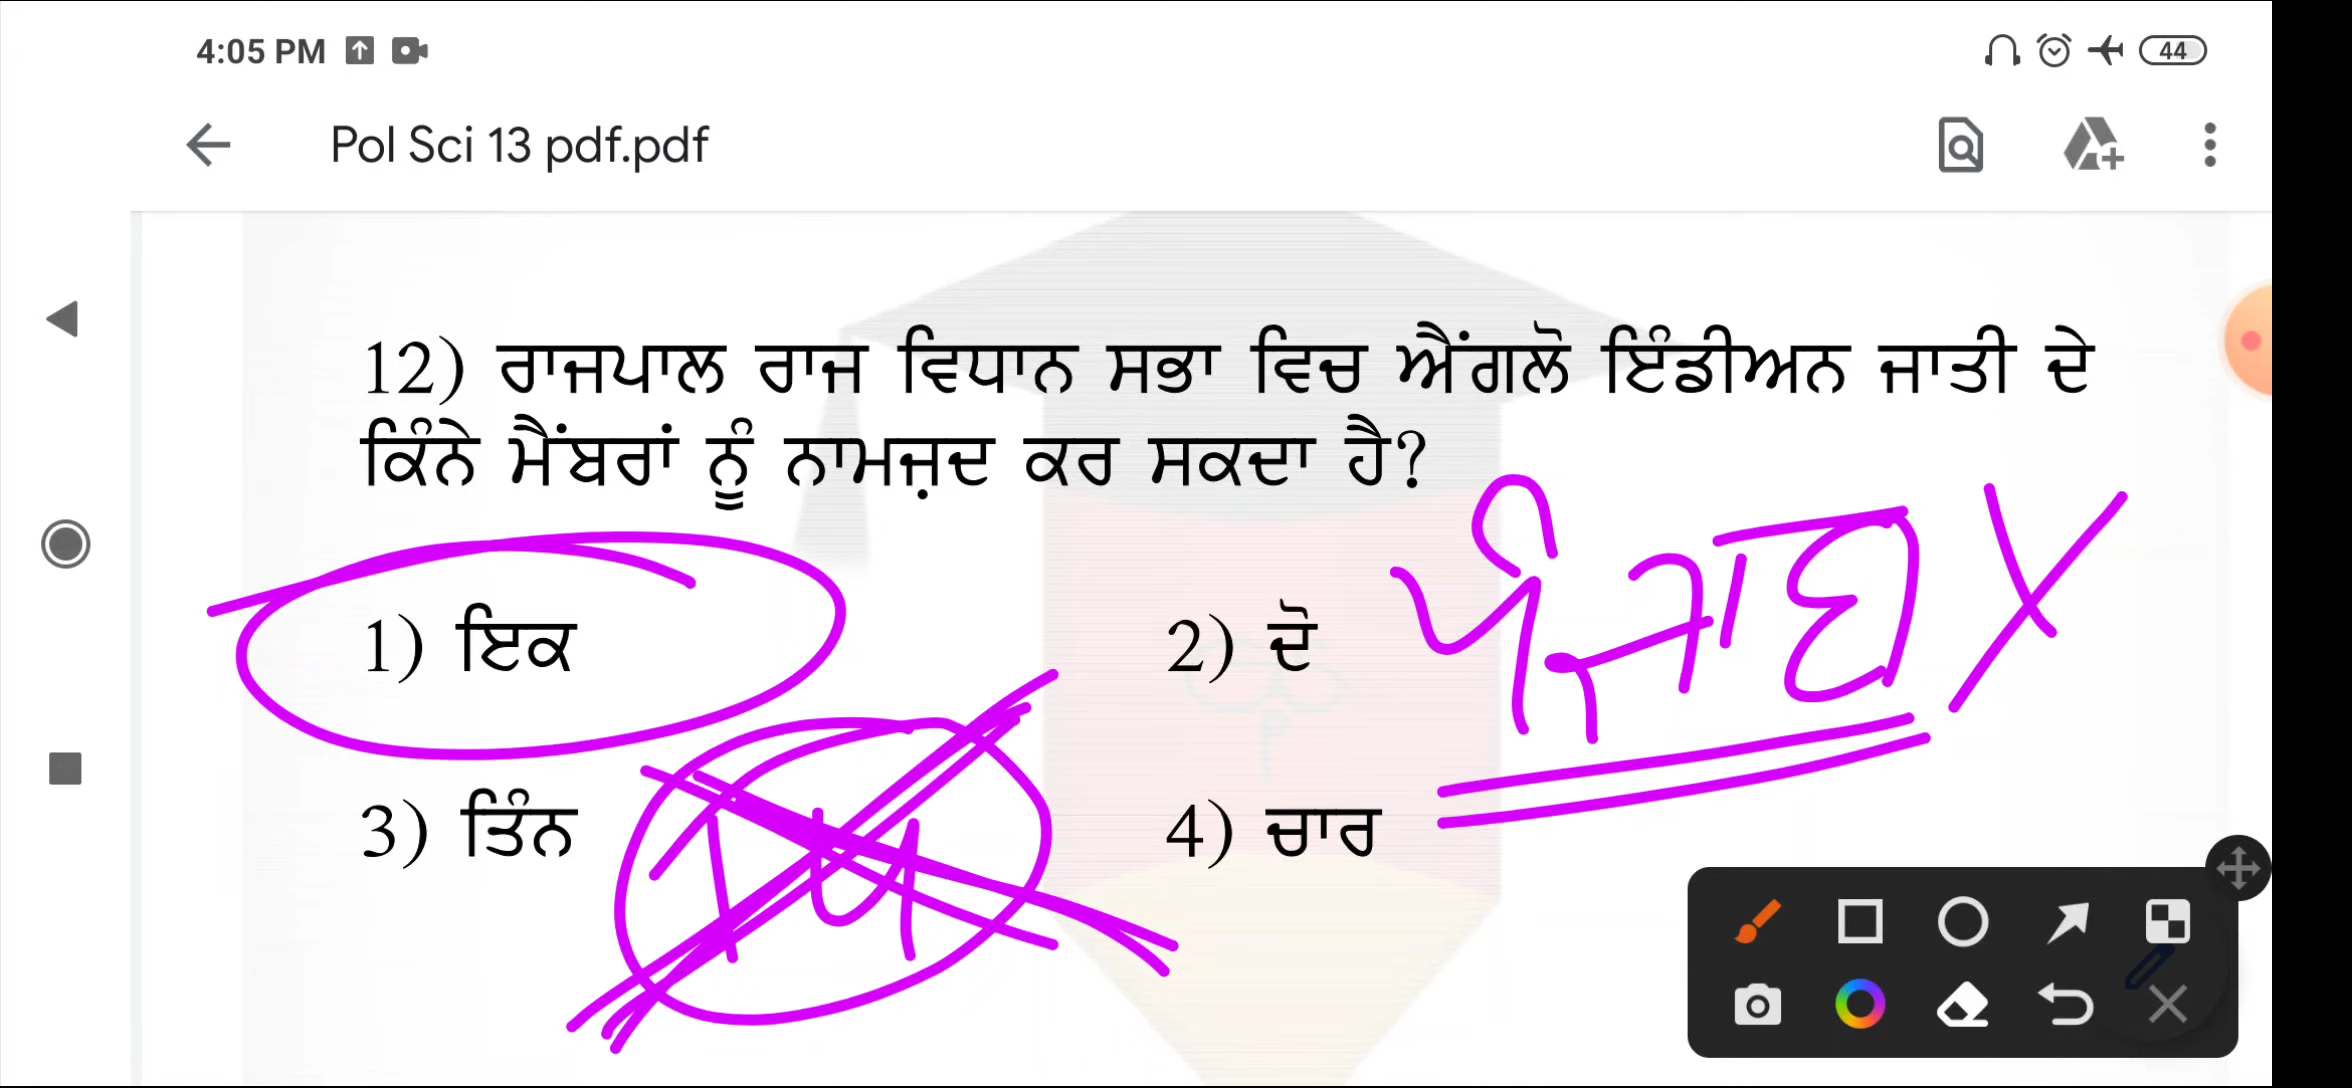 4:05 PM
44
Pol Sci 13 pdf.pdf
12) ਰਾਜਪਾਲ ਰਾਜ ਵਿਧਾਨ ਸਭਾ ਵਿਚ ਐਂਗਲੋ ਇੰਡੀਅਨ ਜਾਤੀ ਦੇ
ਕਿੰਨੇ ਮੈਂਬਰਾਂ ਨੂੰ ਨਾਮਜ਼ਦ ਕਰ ਸਕਦਾ ਹੈ?
1) ਇਕ
2) ਦੋ
ਪੰਜਾਬ
3) ਤਿੰਨ
4) ਚਾਰ